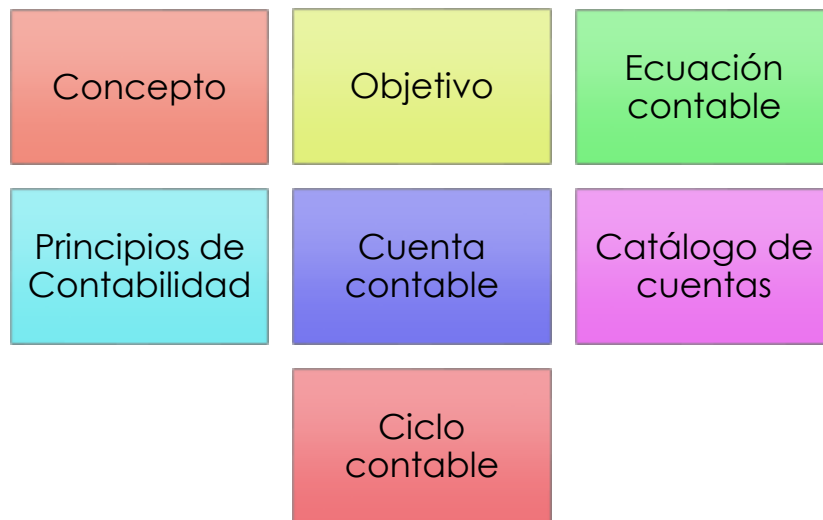 Concepto
Objetivo
Ecuación
contable
Principios de
Contabilidad
Cuenta
contable
Catálogo de
cuentas
Ciclo
contable